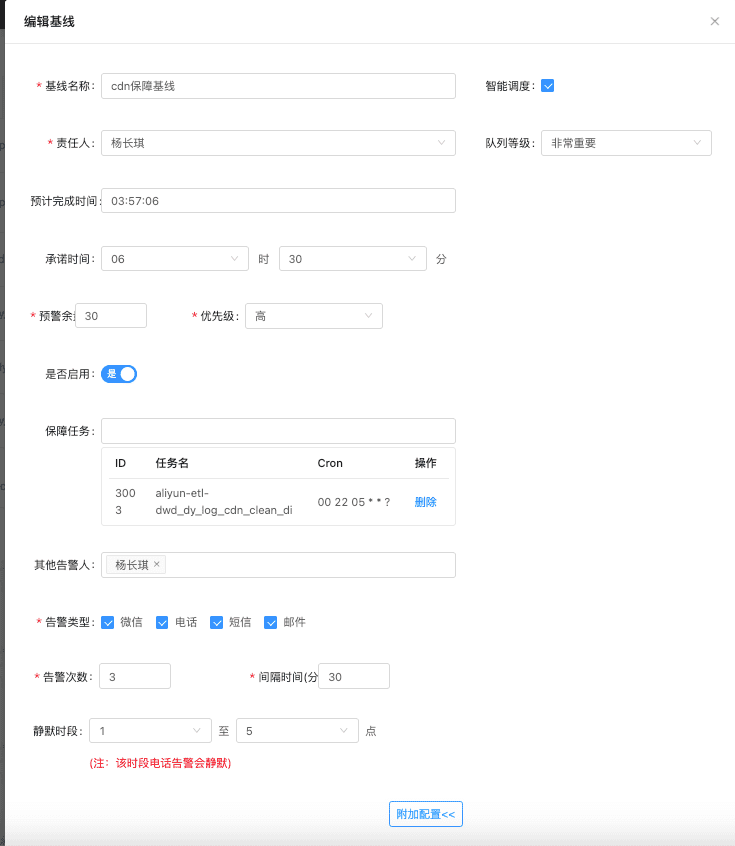 编辑基线
* 基线名称: cdn保障基线 智能调度:
* 责任人: 杨长琪 队列等级: 非常重要
预计完成时间: 03:57:06
承诺时间: 06 时 30 分
* 预警余 30 * 优先级: 高
是否启用: 是
保障任务:
ID 任务名 Cron 操作
300 aliyun-etl- 00 22 05 * * ? 删除
3 dwd_dy_log_cdn_clean_di
其他告警人: 杨长琪 ×
* 告警类型: 微信 电话 短信 邮件
* 告警次数: 3 * 间隔时间(分 30
静默时段: 1 至 5 点
(注: 该时段电话告警会静默)
附加配置<<